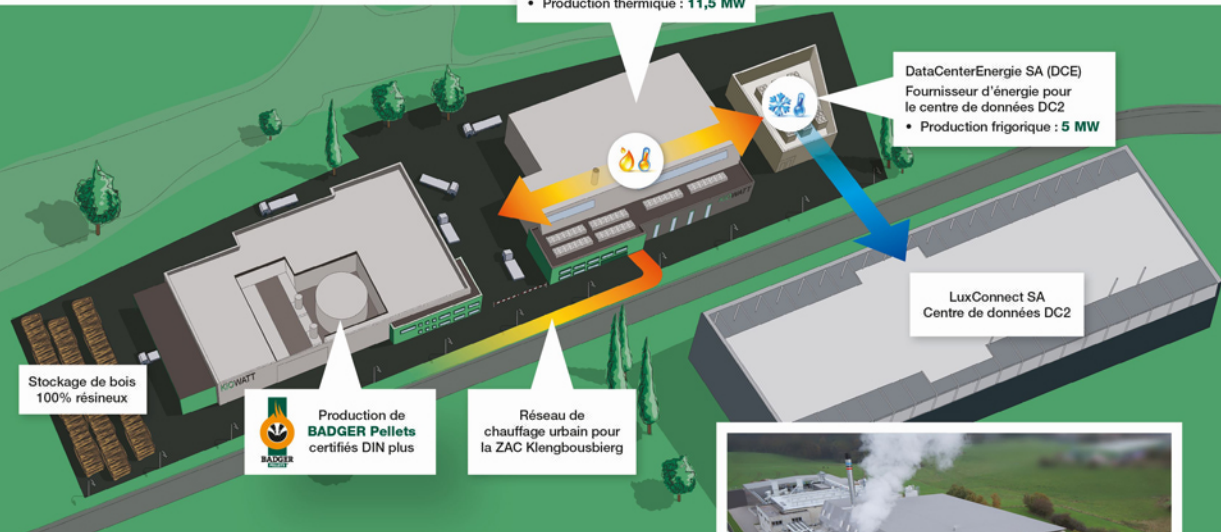 • Production thermique : 11,5 MW
DataCenterEnergie SA (DCE)
Fournisseur d'énergie pour
le centre de données DC2
• Production frigorique : 5 MW
KIOWATT
LuxConnect SA
Centre de données DC2
Stockage de bois
100% résineux
KIOWATT
BADGER
PELLETS
Production de
BADGER Pellets
certifiés DIN plus
Réseau de
chauffage urbain pour
la ZAC Klengbousbierg